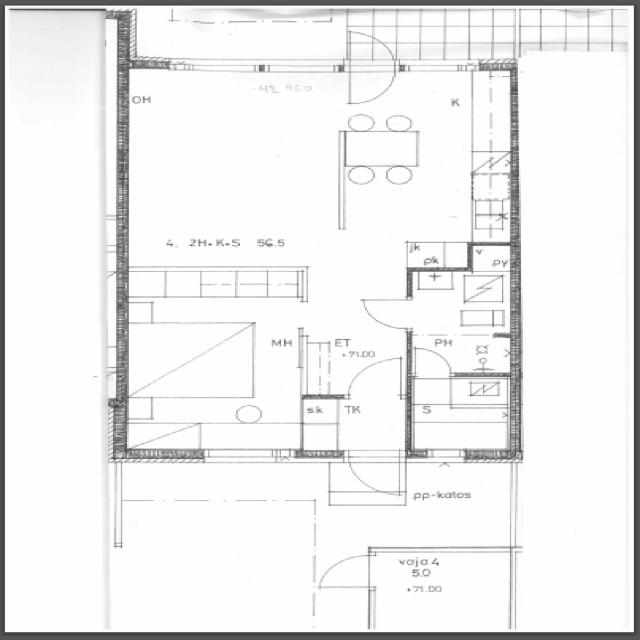 OH
-42 950-
K
4. 2H+K+S 56.5
jk
pk
v
PY
MH
ET
+71.00
PH
sk
TK
S
pp-katos
vaja 4
5.0
+71.00